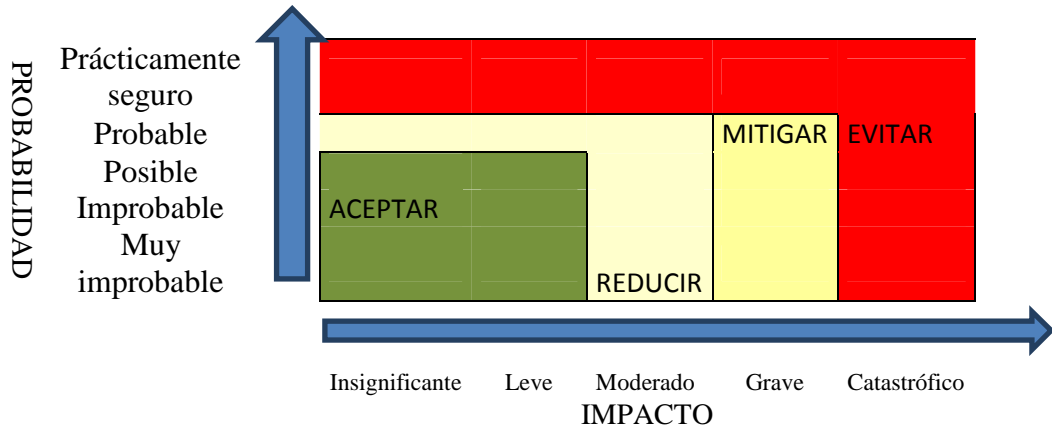 PROBABILIDAD
Prácticamente
seguro
Probable
MITIGAR
EVITAR
Posible
Improbable
ACEPTAR
Muy
improbable
REDUCIR
Insignificante
Leve
Moderado
Grave
Catastrófico
IMPACTO